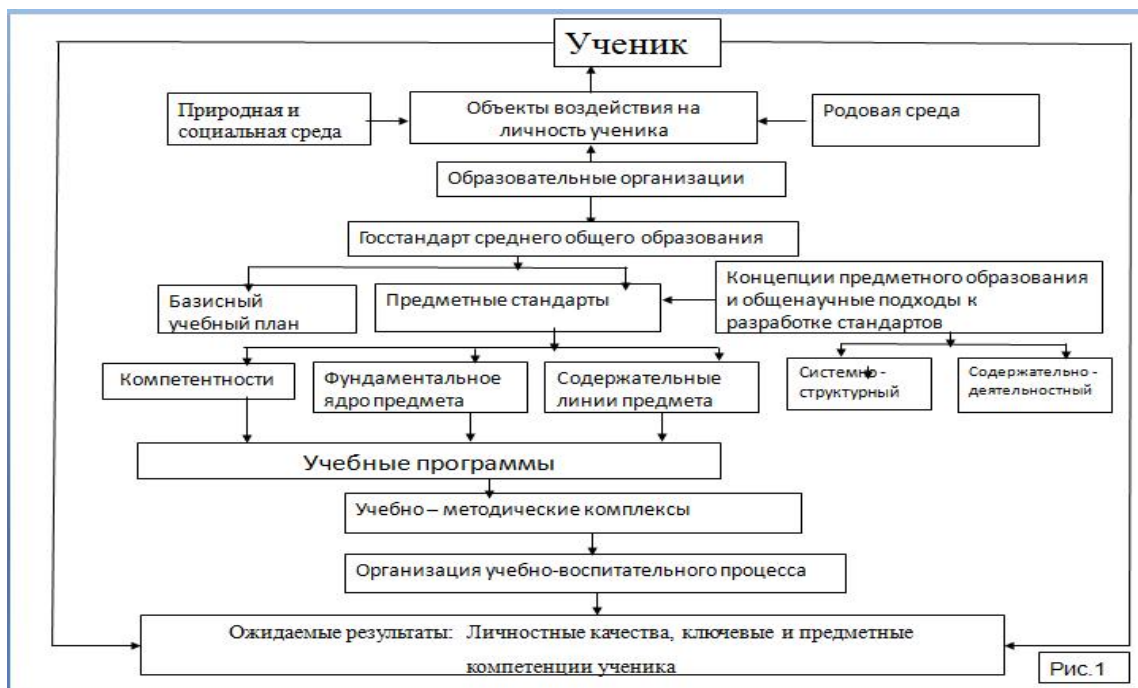 Ученик
Природная и
социальная среда
Объекты воздействия на
личность ученика
Родовая среда
Образовательные организации
Госстандарт среднего общего образования
Базисный
учебный план
Предметные стандарты
Концепции предметного образования
и общенаучные подходы к
разработке стандартов
Компетентности
Фундаментальное
ядро предмета
Содержательные
линии предмета
Системно -
структурный
Содержательно -
деятельностный
Учебные программы
Учебно – методические комплексы
Организация учебно-воспитательного процесса
Ожидаемые результаты: Личностные качества, ключевые и предметные
компетенции ученика
Рис.1